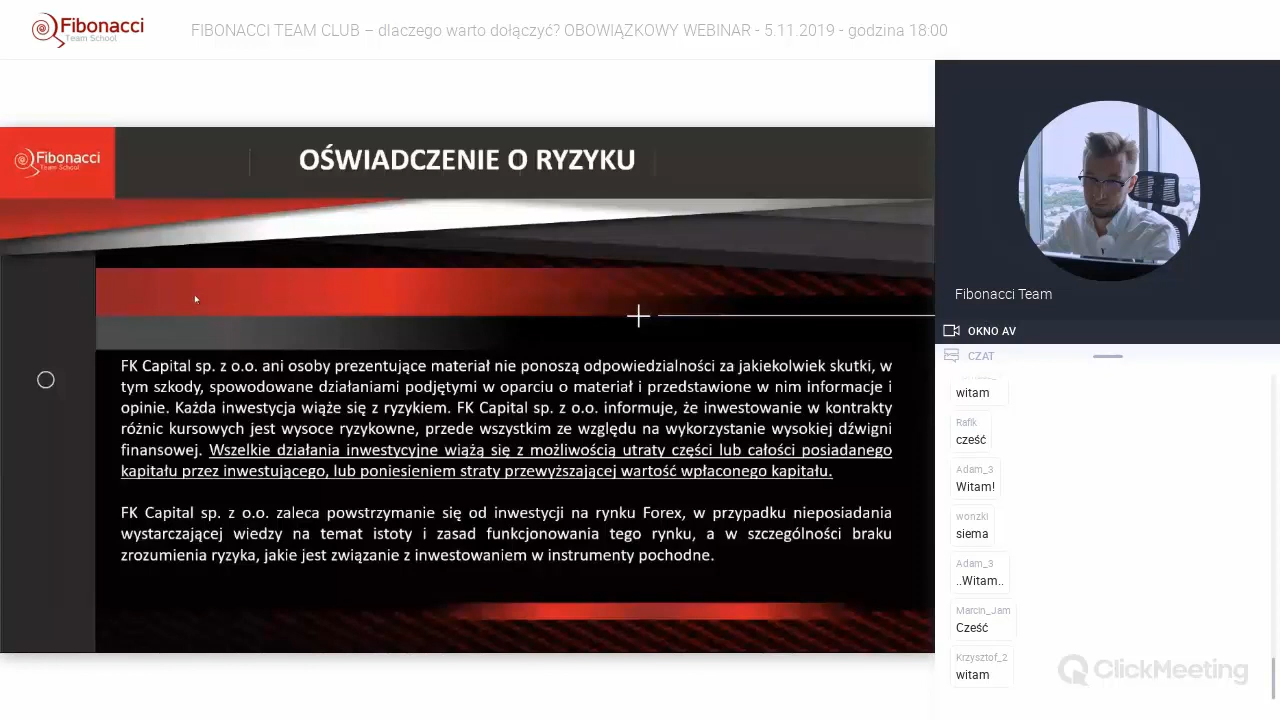 Fibonacci
Team School
FIBONACCI TEAM CLUB – dlaczego warto dołączyć? OBOWIĄZKOWY WEBINAR - 5.11.2019 - godzina 18:00
Fibonacci
Team School
OŚWIADCZENIE O RYZYKU
FK Capital sp. z o.o. ani osoby prezentujące materiał nie ponoszą odpowiedzialności za jakiekolwiek skutki, w
tym szkody, spowodowane działaniami podjętymi w oparciu o materiał i przedstawione w nim informacje i
opinie. Każda inwestycja wiąże się z ryzykiem. FK Capital sp. z o.o. informuje, że inwestowanie w kontrakty
różnic kursowych jest wysoce ryzykowne, przede wszystkim ze względu na wykorzystanie wysokiej dźwigni
finansowej. Wszelkie działania inwestycyjne wiążą się z możliwością utraty części lub całości posiadanego
kapitału przez inwestującego, lub poniesieniem straty przewyższającej wartość wpłaconego kapitału.
FK Capital sp. z o.o. zaleca powstrzymanie się od inwestycji na rynku Forex, w przypadku nieposiadania
wystarczającej wiedzy na temat istoty i zasad funkcjonowania tego rynku, a w szczególności braku
zrozumienia ryzyka, jakie jest związanie z inwestowaniem w instrumenty pochodne.
Fibonacci Team
OKNO AV
CZAT
witam
Rafik
cześć
Adam_3
Witam!
wonzki
siema
Adam_3
..Witam..
Marcin_Jam
Cześć
Krzysztof_2
witam
ClickMeeting